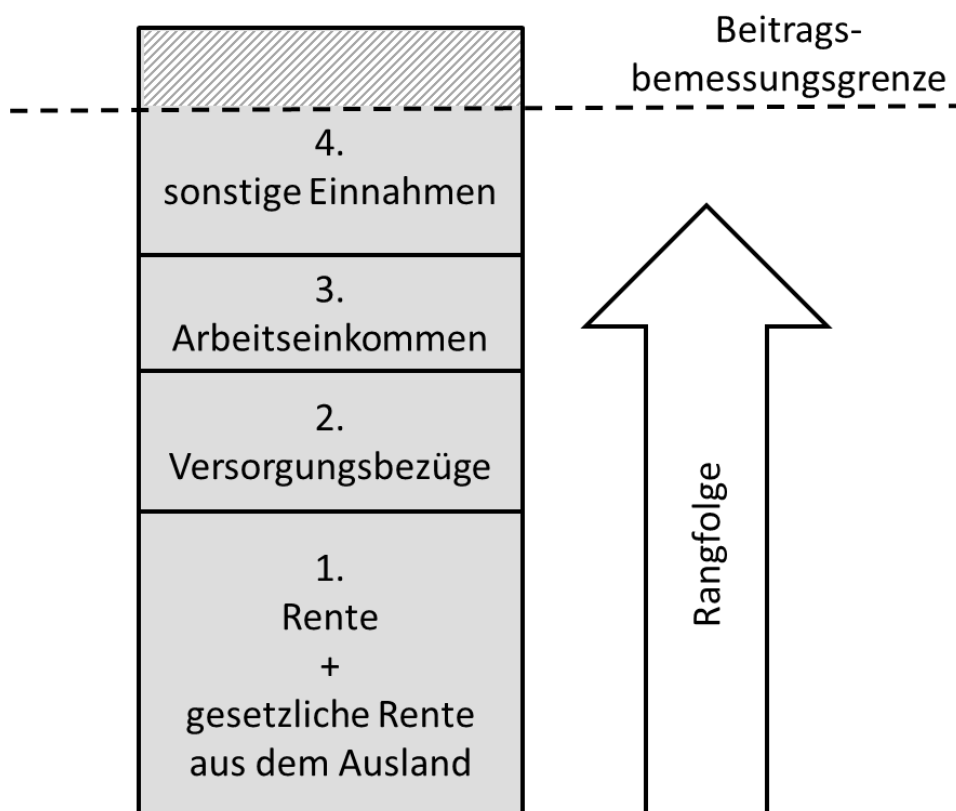 Beitrags-
bemessungsgrenze
4.
sonstige Einnahmen
3.
Arbeitseinkommen
2.
Versorgungsbezüge
1.
Rente
+
gesetzliche Rente
aus dem Ausland
Rangfolge